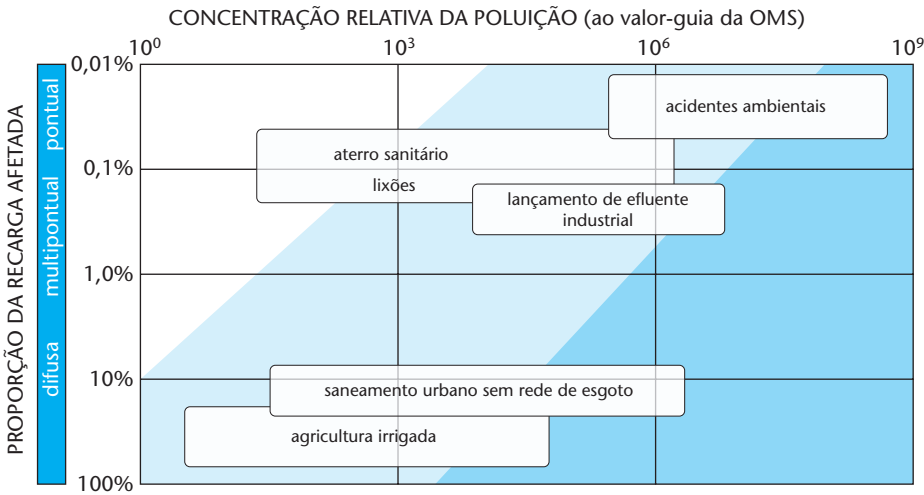 CONCENTRAÇÃO RELATIVA DA POLUIÇÃO (ao valor-guia da OMS)
10⁰ 10³ 10⁶ 10⁹
PROPORÇÃO DA RECARGA AFETADA
pontual
multipontual
difusa
0,01%
0,1%
1,0%
10%
100%
acidentes ambientais
aterro sanitário
lixões
lançamento de efluente
industrial
saneamento urbano sem rede de esgoto
agricultura irrigada